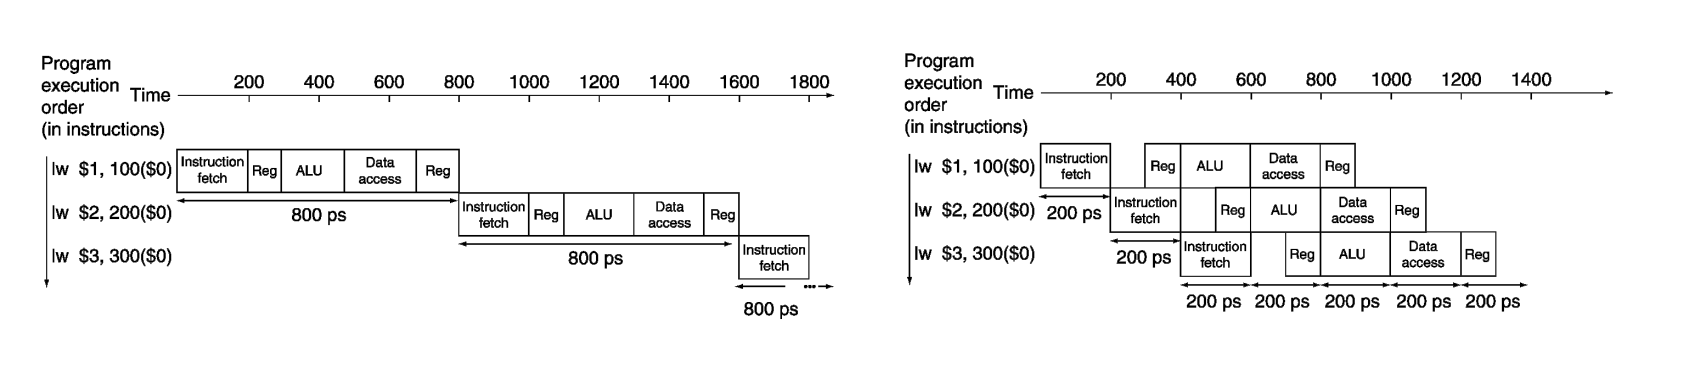 Program
execution
order
(in instructions)
Time
200 400 600 800 1000 1200 1400 1600 1800
lw $1, 100($0)
Instruction
fetch
Reg
ALU
Data
access
Reg
800 ps
lw $2, 200($0)
Instruction
fetch
Reg
ALU
Data
access
Reg
800 ps
lw $3, 300($0)
Instruction
fetch
...
800 ps
Program
execution
order
(in instructions)
Time
200 400 600 800 1000 1200 1400
lw $1, 100($0)
Instruction
fetch
Reg
ALU
Data
access
Reg
200 ps
lw $2, 200($0)
Instruction
fetch
Reg
ALU
Data
access
Reg
200 ps
lw $3, 300($0)
Instruction
fetch
Reg
ALU
Data
access
Reg
200 ps 200 ps 200 ps 200 ps 200 ps